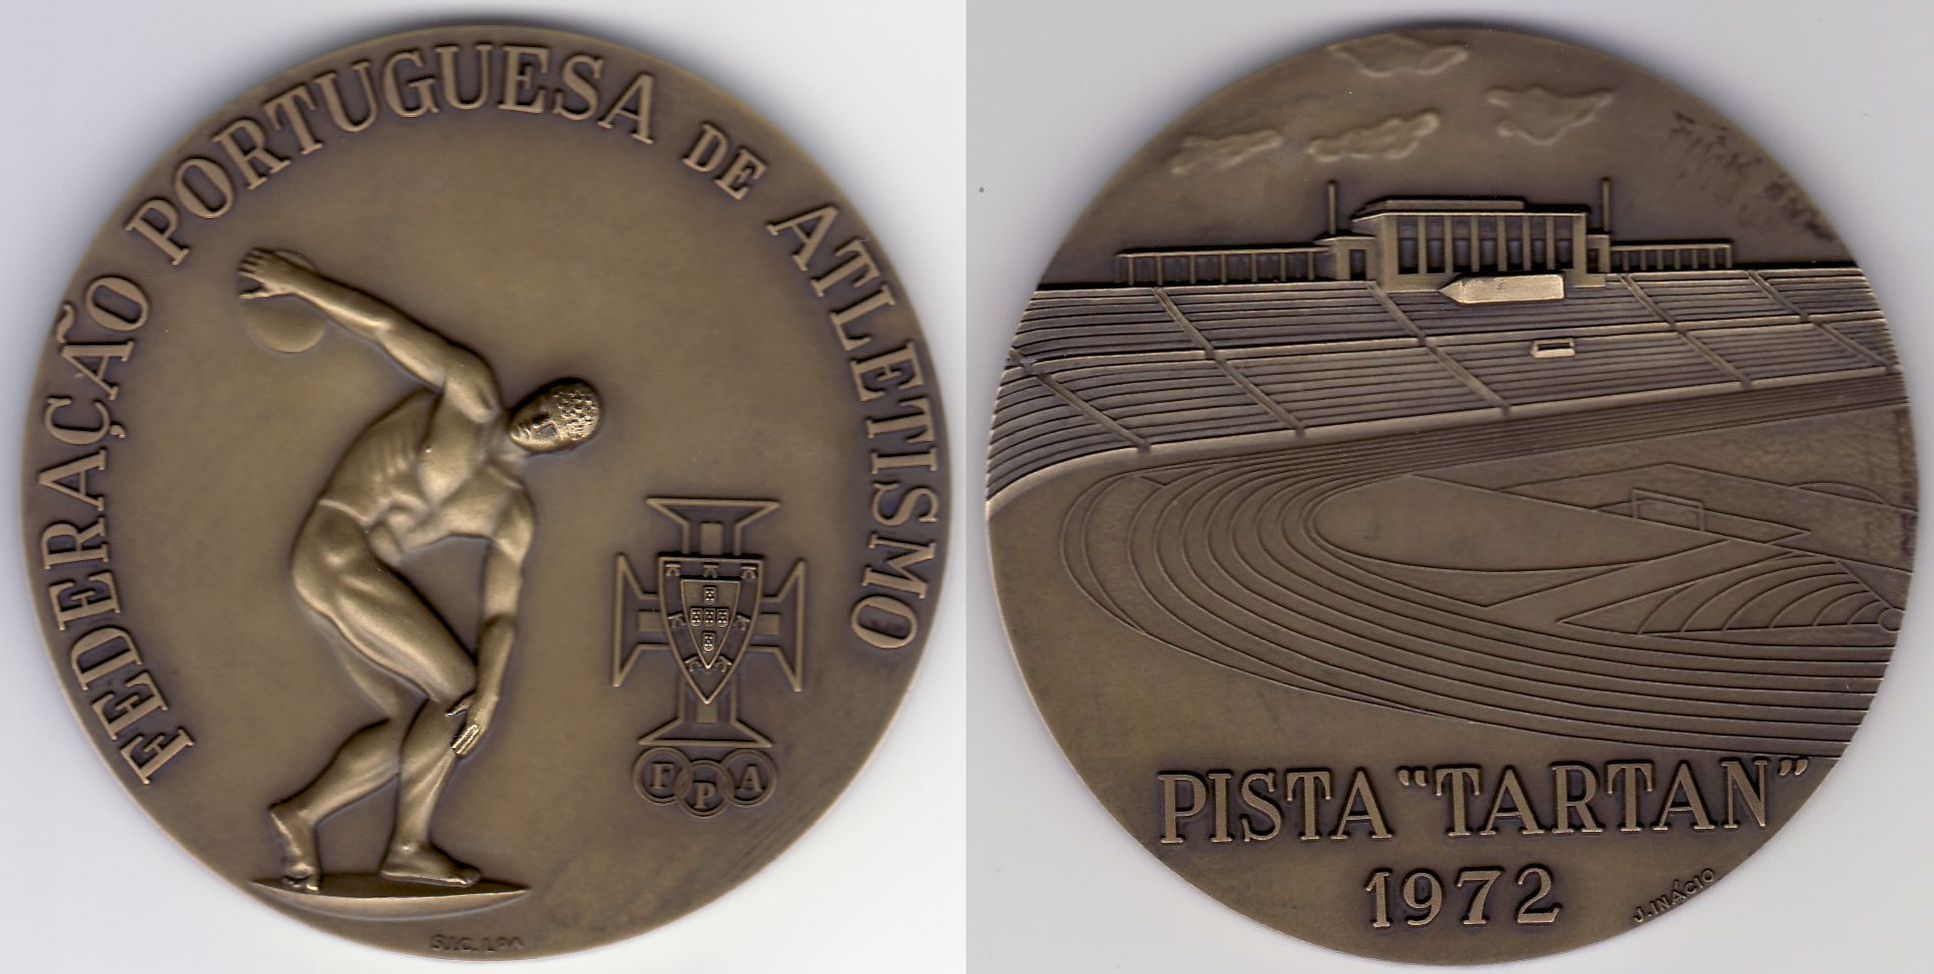 FEDERAÇÃO PORTUGUESA DE ATLETISMO
FPA
PISTA "TARTAN"
1972
J. INÁCIO